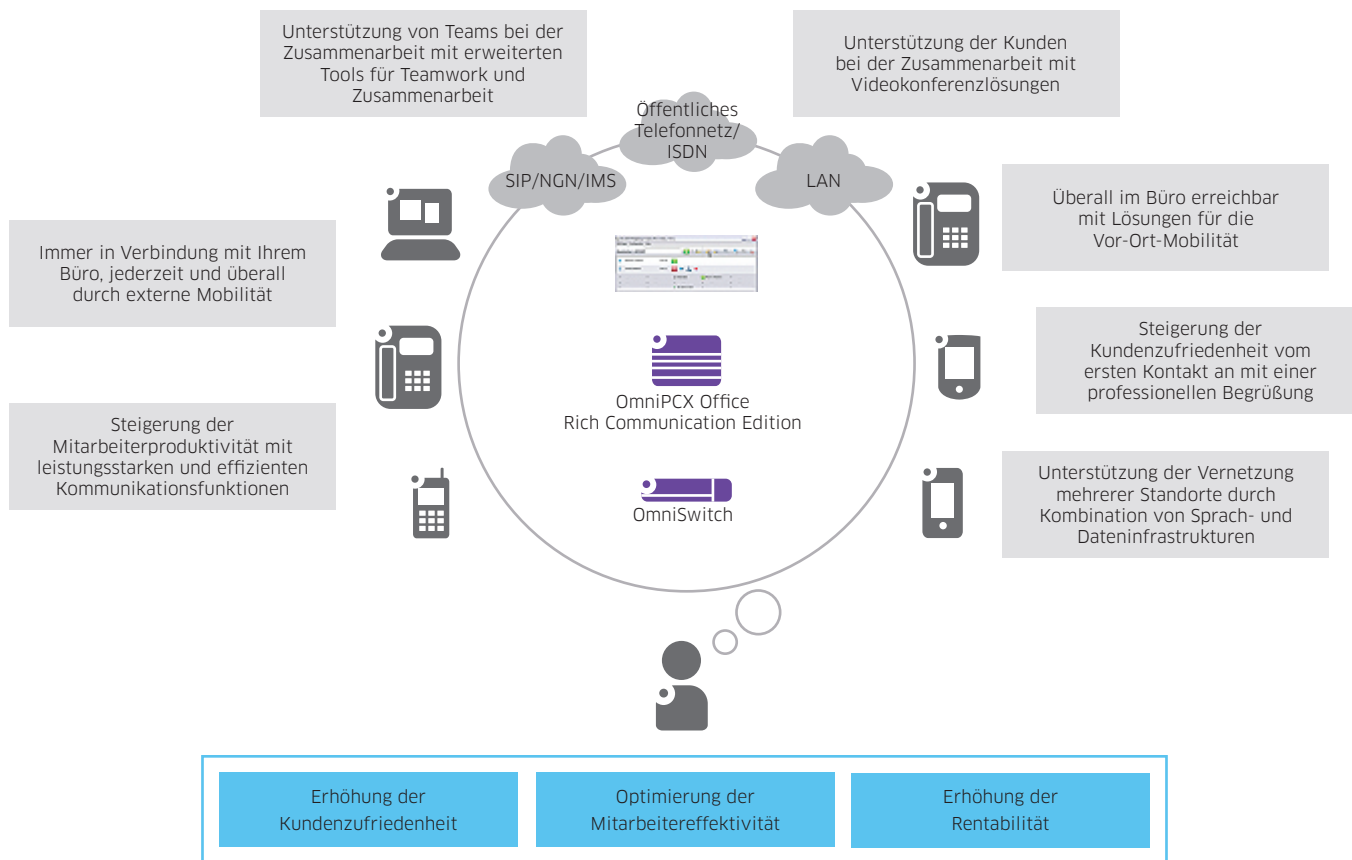 Unterstützung von Teams bei der
Zusammenarbeit mit erweiterten
Tools für Teamwork und
Zusammenarbeit
Unterstützung der Kunden
bei der Zusammenarbeit mit
Videokonferenzlösungen
Öffentliches
Telefonnetz/
ISDN
SIP/NGN/IMS
LAN
Immer in Verbindung mit Ihrem
Büro, jederzeit und überall
durch externe Mobilität
Überall im Büro erreichbar
mit Lösungen für die
Vor-Ort-Mobilität
Steigerung der
Kundenzufriedenheit vom
ersten Kontakt an mit einer
professionellen Begrüßung
OmniPCX Office
Rich Communication Edition
Steigerung der
Mitarbeiterproduktivität mit
leistungsstarken und effizienten
Kommunikationsfunktionen
Unterstützung der Vernetzung
mehrerer Standorte durch
Kombination von Sprach- und
Dateninfrastrukturen
OmniSwitch
Erhöhung der
Kundenzufriedenheit
Optimierung der
Mitarbeitereffektivität
Erhöhung der
Rentabilität